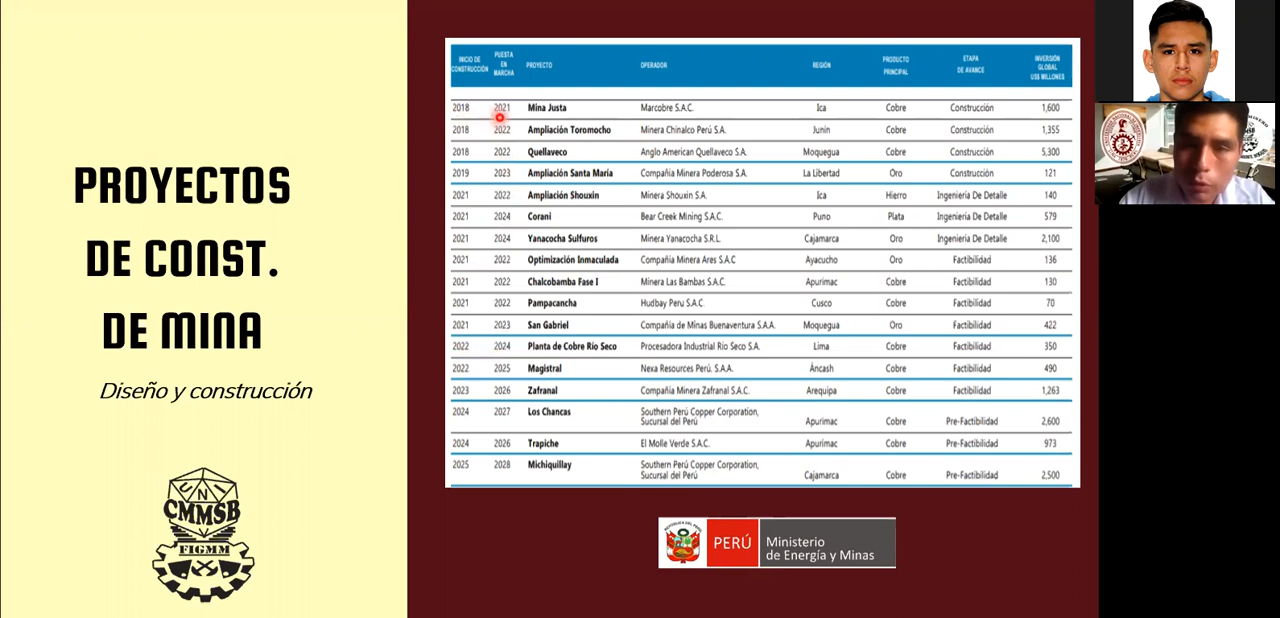 PROYECTOS
DE CONST.
DE MINA
Diseño y construcción
UNI
CMMSB
FIGMM
INICIO DE CONSTRUCCIÓN PUESTA EN MARCHA PROYECTO OPERADOR REGIÓN PRODUCTO PRINCIPAL ETAPA DE AVANCE INVERSIÓN GLOBAL US$ MILLONES
2018 2021 Mina Justa Marcobre S.A.C. Ica Cobre Construcción 1,600
2018 2022 Ampliación Toromocho Minera Chinalco Perú S.A. Junín Cobre Construcción 1,355
2018 2022 Quellaveco Anglo American Quellaveco S.A. Moquegua Cobre Construcción 5,300
2019 2023 Ampliación Santa María Compañía Minera Poderosa S.A. La Libertad Oro Construcción 121
2021 2022 Ampliación Shouxin Minera Shouxin S.A. Ica Hierro Ingeniería De Detalle 140
2021 2024 Corani Bear Creek Mining S.A.C. Puno Plata Ingeniería De Detalle 579
2021 2024 Yanacocha Sulfuros Minera Yanacocha S.R.L. Cajamarca Oro Ingeniería De Detalle 2,100
2021 2022 Optimización Inmaculada Compañía Minera Ares S.A.C Ayacucho Oro Factibilidad 136
2021 2022 Chalcobamba Fase I Minera Las Bambas S.A.C. Apurímac Cobre Factibilidad 130
2021 2022 Pampacancha Hudbay Peru S.A.C. Cusco Cobre Factibilidad 70
2021 2023 San Gabriel Compañía de Minas Buenaventura S.A.A. Moquegua Oro Factibilidad 422
2022 2024 Planta de Cobre Río Seco Procesadora Industrial Río Seco S.A. Lima Cobre Factibilidad 350
2022 2025 Magistral Nexa Resources Perú. S.A.A. Áncash Cobre Factibilidad 490
2023 2026 Zafranal Compañía Minera Zafranal S.A.C. Arequipa Cobre Factibilidad 1,263
2024 2027 Los Chancas Southern Perú Copper Corporation,
Sucursal del Perú Apurímac Cobre Pre-Factibilidad 2,600
2024 2026 Trapiche El Molle Verde S.A.C. Apurímac Cobre Pre-Factibilidad 973
2025 2028 Michiquillay Southern Perú Copper Corporation,
Sucursal del Perú Cajamarca Cobre Pre-Factibilidad 2,500
REPÚBLICA DEL PERÚ
PERÚ
Ministerio
de Energía y Minas